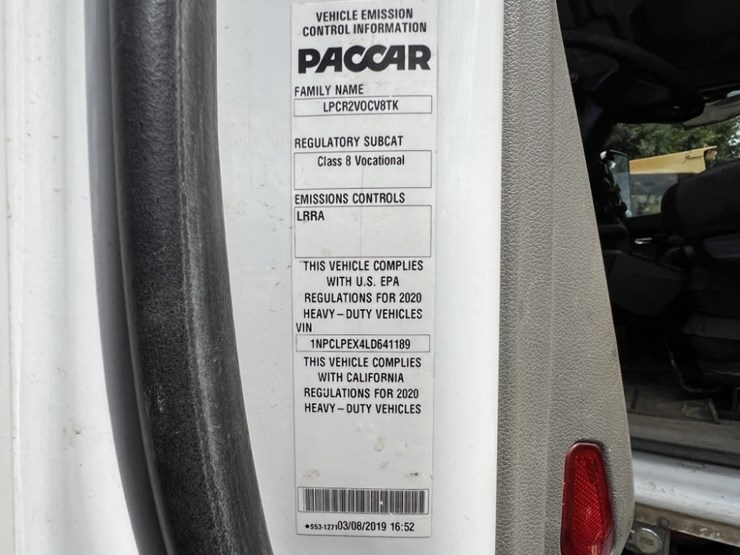 VEHICLE EMISSION
CONTROL INFORMATION
PACCAR
FAMILY NAME
LPCR2VOCV8TK
REGULATORY SUBCAT
Class 8 Vocational
EMISSIONS CONTROLS
LRRA
THIS VEHICLE COMPLIES
WITH U.S. EPA
REGULATIONS FOR 2020
HEAVY – DUTY VEHICLES
VIN
1NPCLPEX4LD641189
THIS VEHICLE COMPLIES
WITH CALIFORNIA
REGULATIONS FOR 2020
HEAVY – DUTY VEHICLES
•S53-1271 03/08/2019 16:52